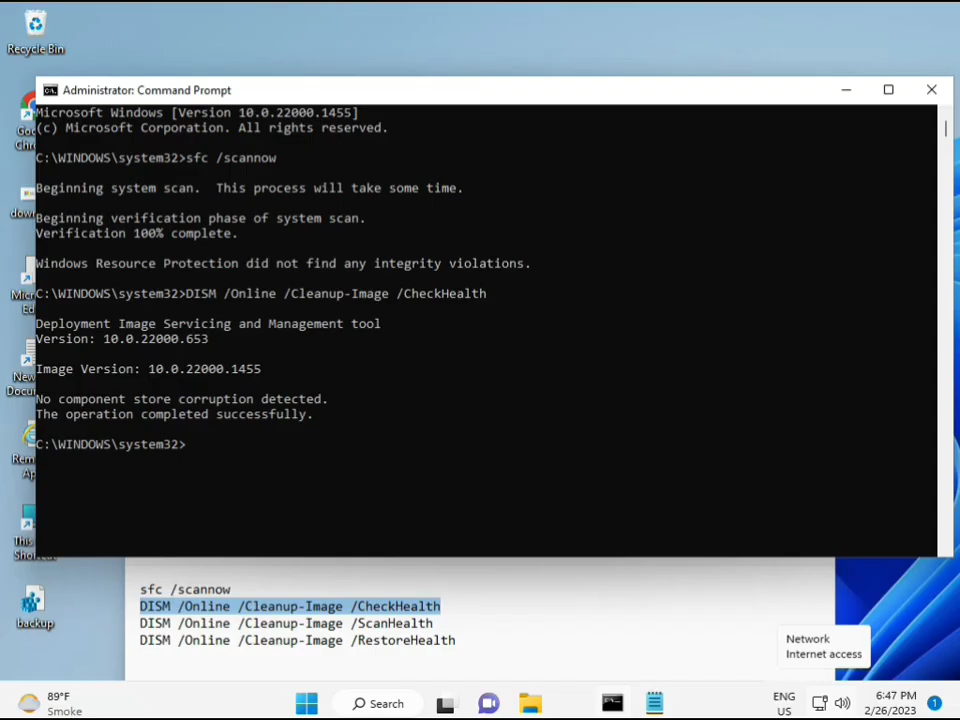 Recycle Bin
Administrator: Command Prompt
Microsoft Windows [Version 10.0.22000.1455]
(c) Microsoft Corporation. All rights reserved.
C:\WINDOWS\system32>sfc /scannow
Beginning system scan.  This process will take some time.
Beginning verification phase of system scan.
Verification 100% complete.
Windows Resource Protection did not find any integrity violations.
C:\WINDOWS\system32>DISM /Online /Cleanup-Image /CheckHealth
Deployment Image Servicing and Management tool
Version: 10.0.22000.653
Image Version: 10.0.22000.1455
No component store corruption detected.
The operation completed successfully.
C:\WINDOWS\system32>
backup
sfc /scannow
DISM /Online /Cleanup-Image /CheckHealth
DISM /Online /Cleanup-Image /ScanHealth
DISM /Online /Cleanup-Image /RestoreHealth
Network
Internet access
89°F
Smoke
Search
ENG
US
6:47 PM
2/26/2023
1